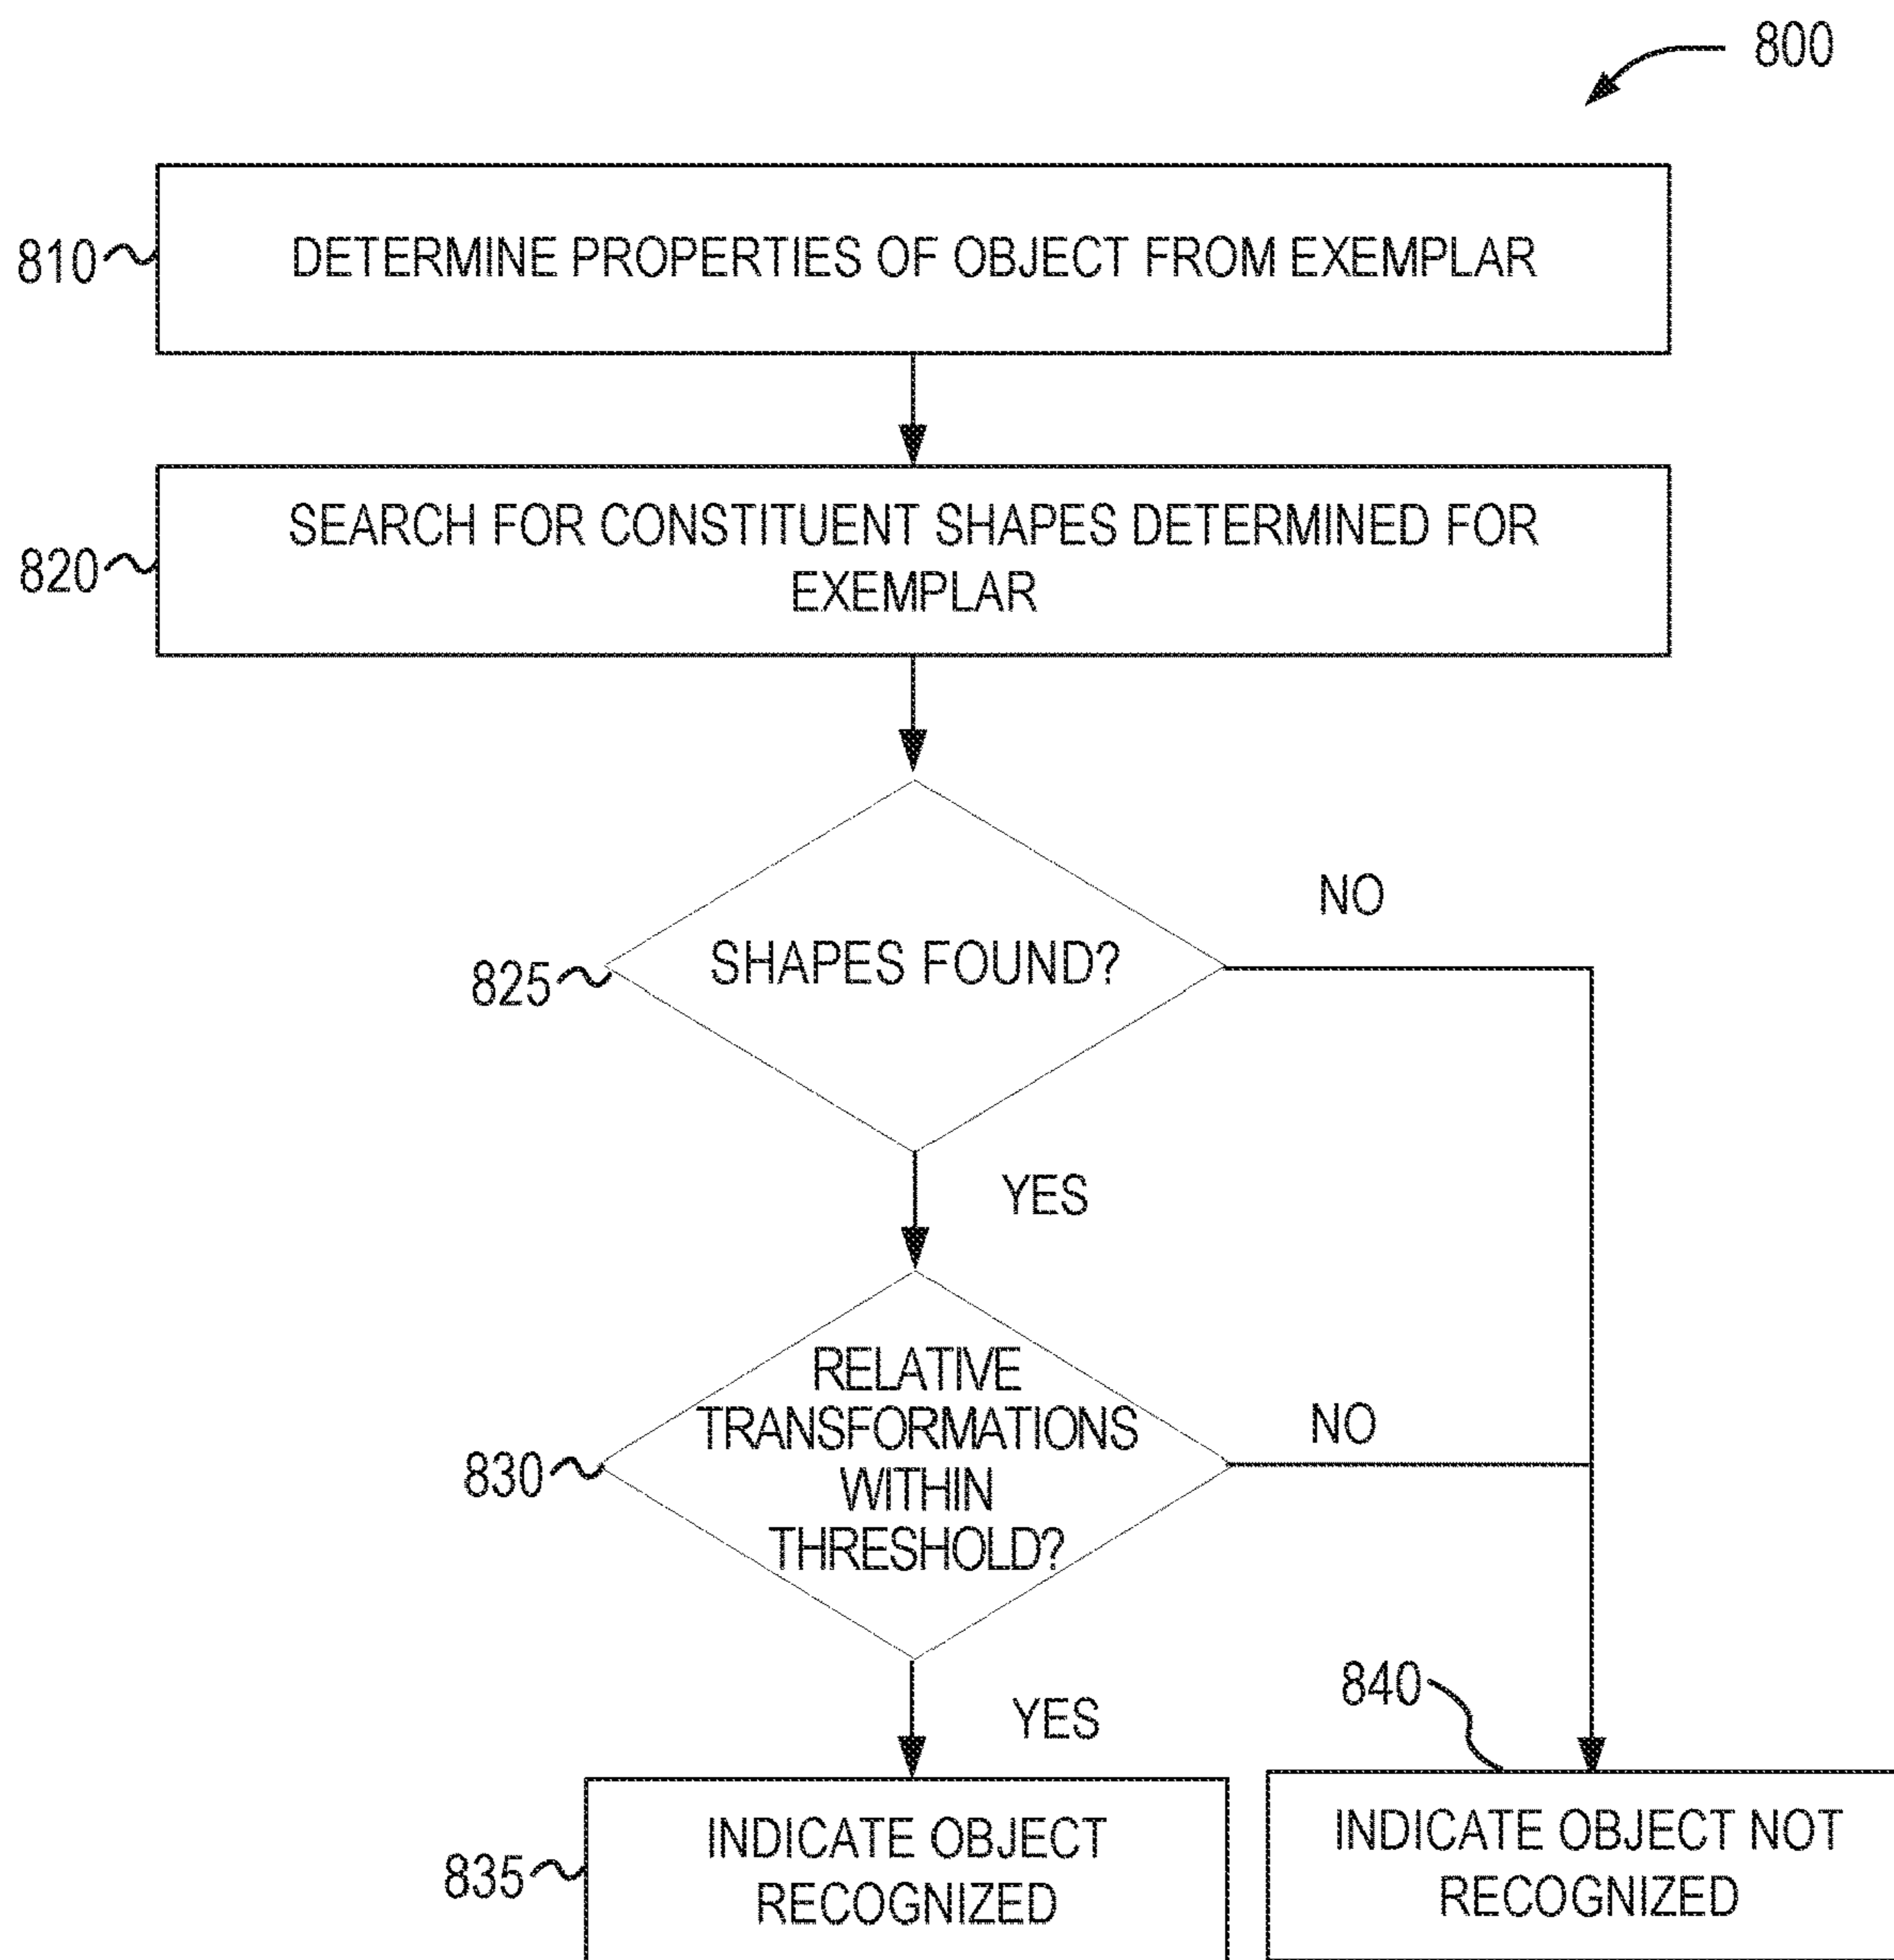 800
810
DETERMINE PROPERTIES OF OBJECT FROM EXEMPLAR
820
SEARCH FOR CONSTITUENT SHAPES DETERMINED FOR
EXEMPLAR
825
SHAPES FOUND?
NO
YES
830
RELATIVE
TRANSFORMATIONS
WITHIN
THRESHOLD?
NO
YES
835
INDICATE OBJECT
RECOGNIZED
840
INDICATE OBJECT NOT
RECOGNIZED